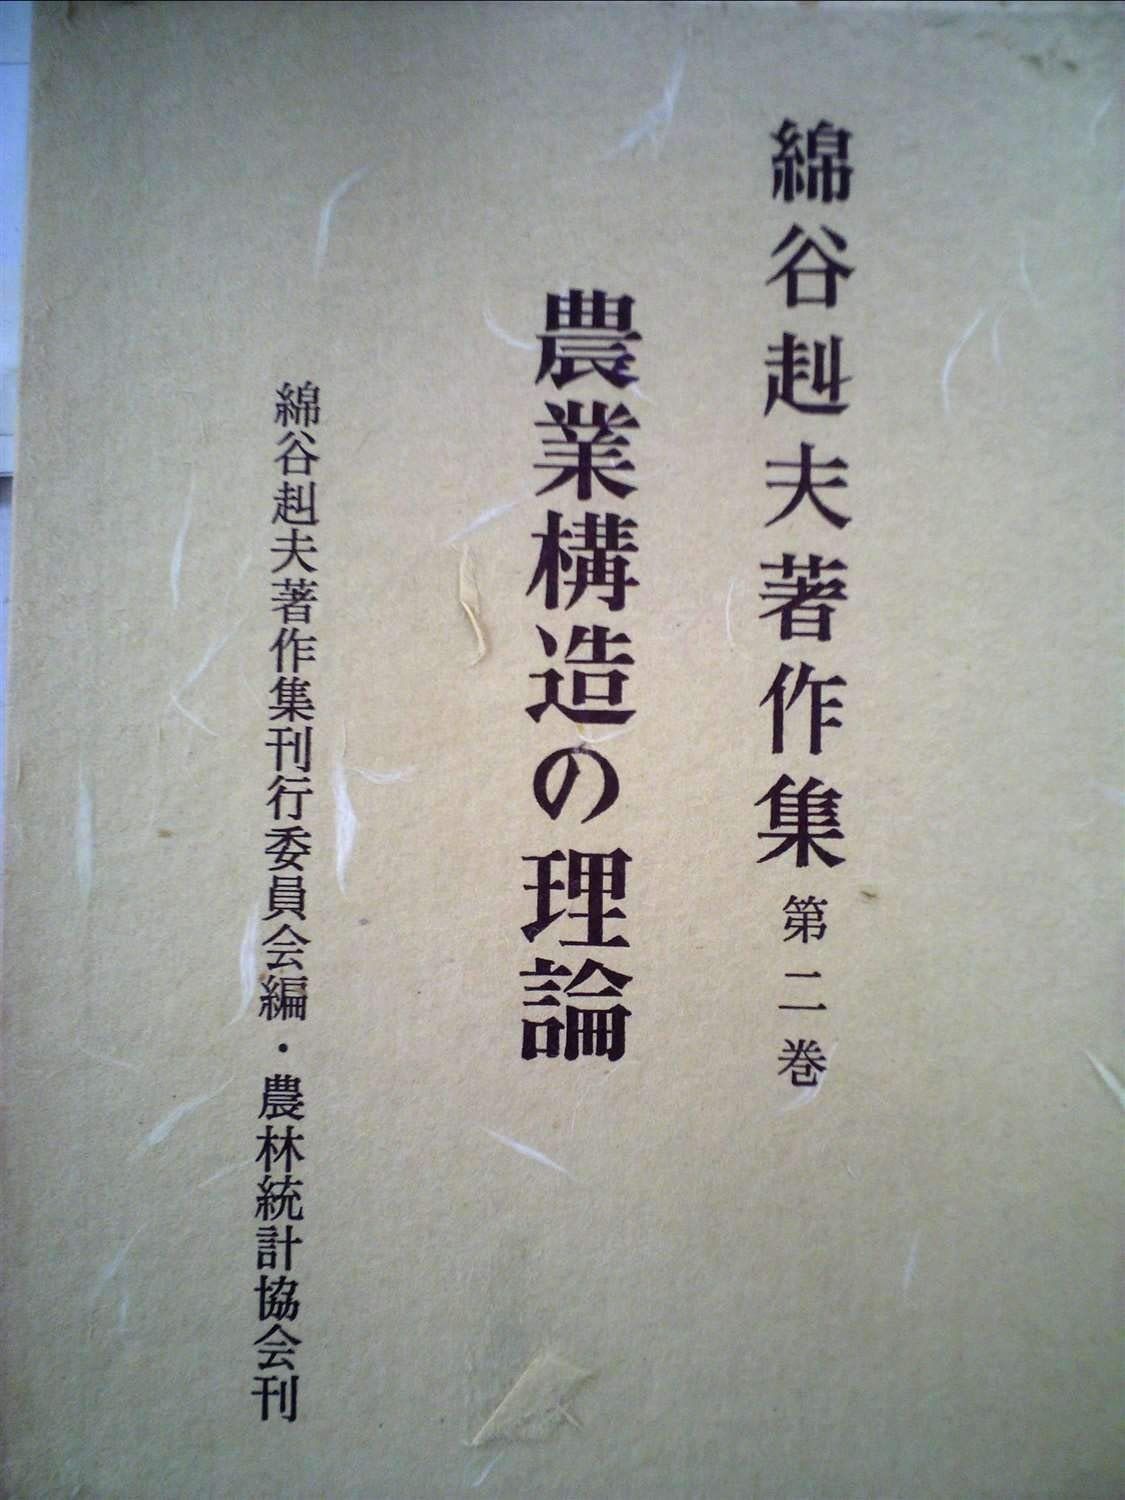 綿谷赳夫著作集 第二巻
農業構造の理論
綿谷赳夫著作集刊行委員会編・農林統計協会刊